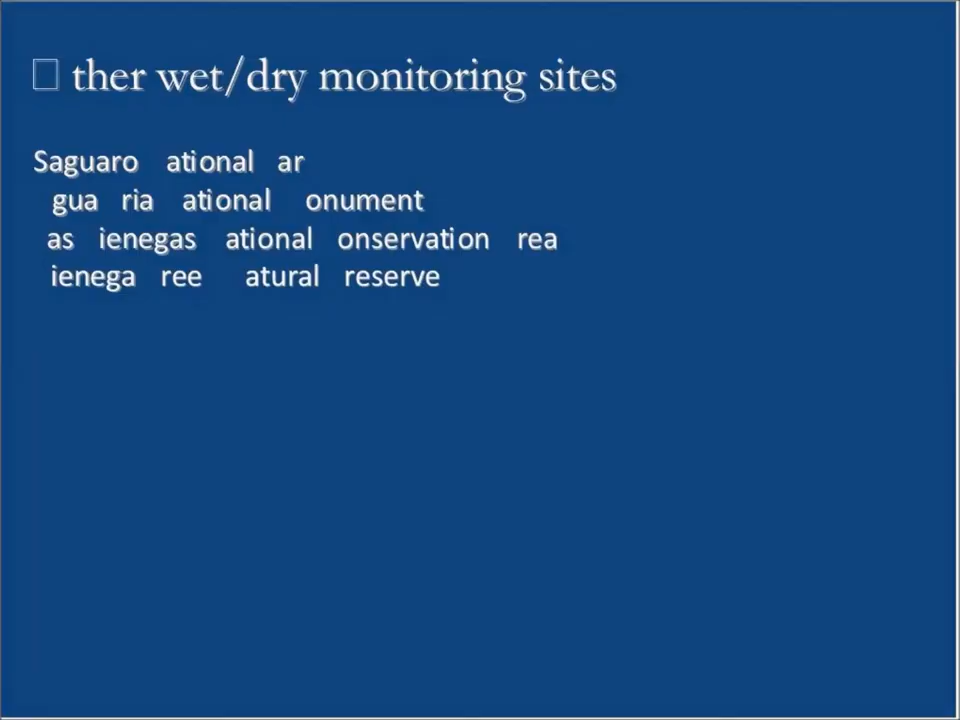 □ ther wet/dry monitoring sites
Saguaro ational ar
gua ria ational onument
as ienegas ational onservation rea
ienega ree atural reserve